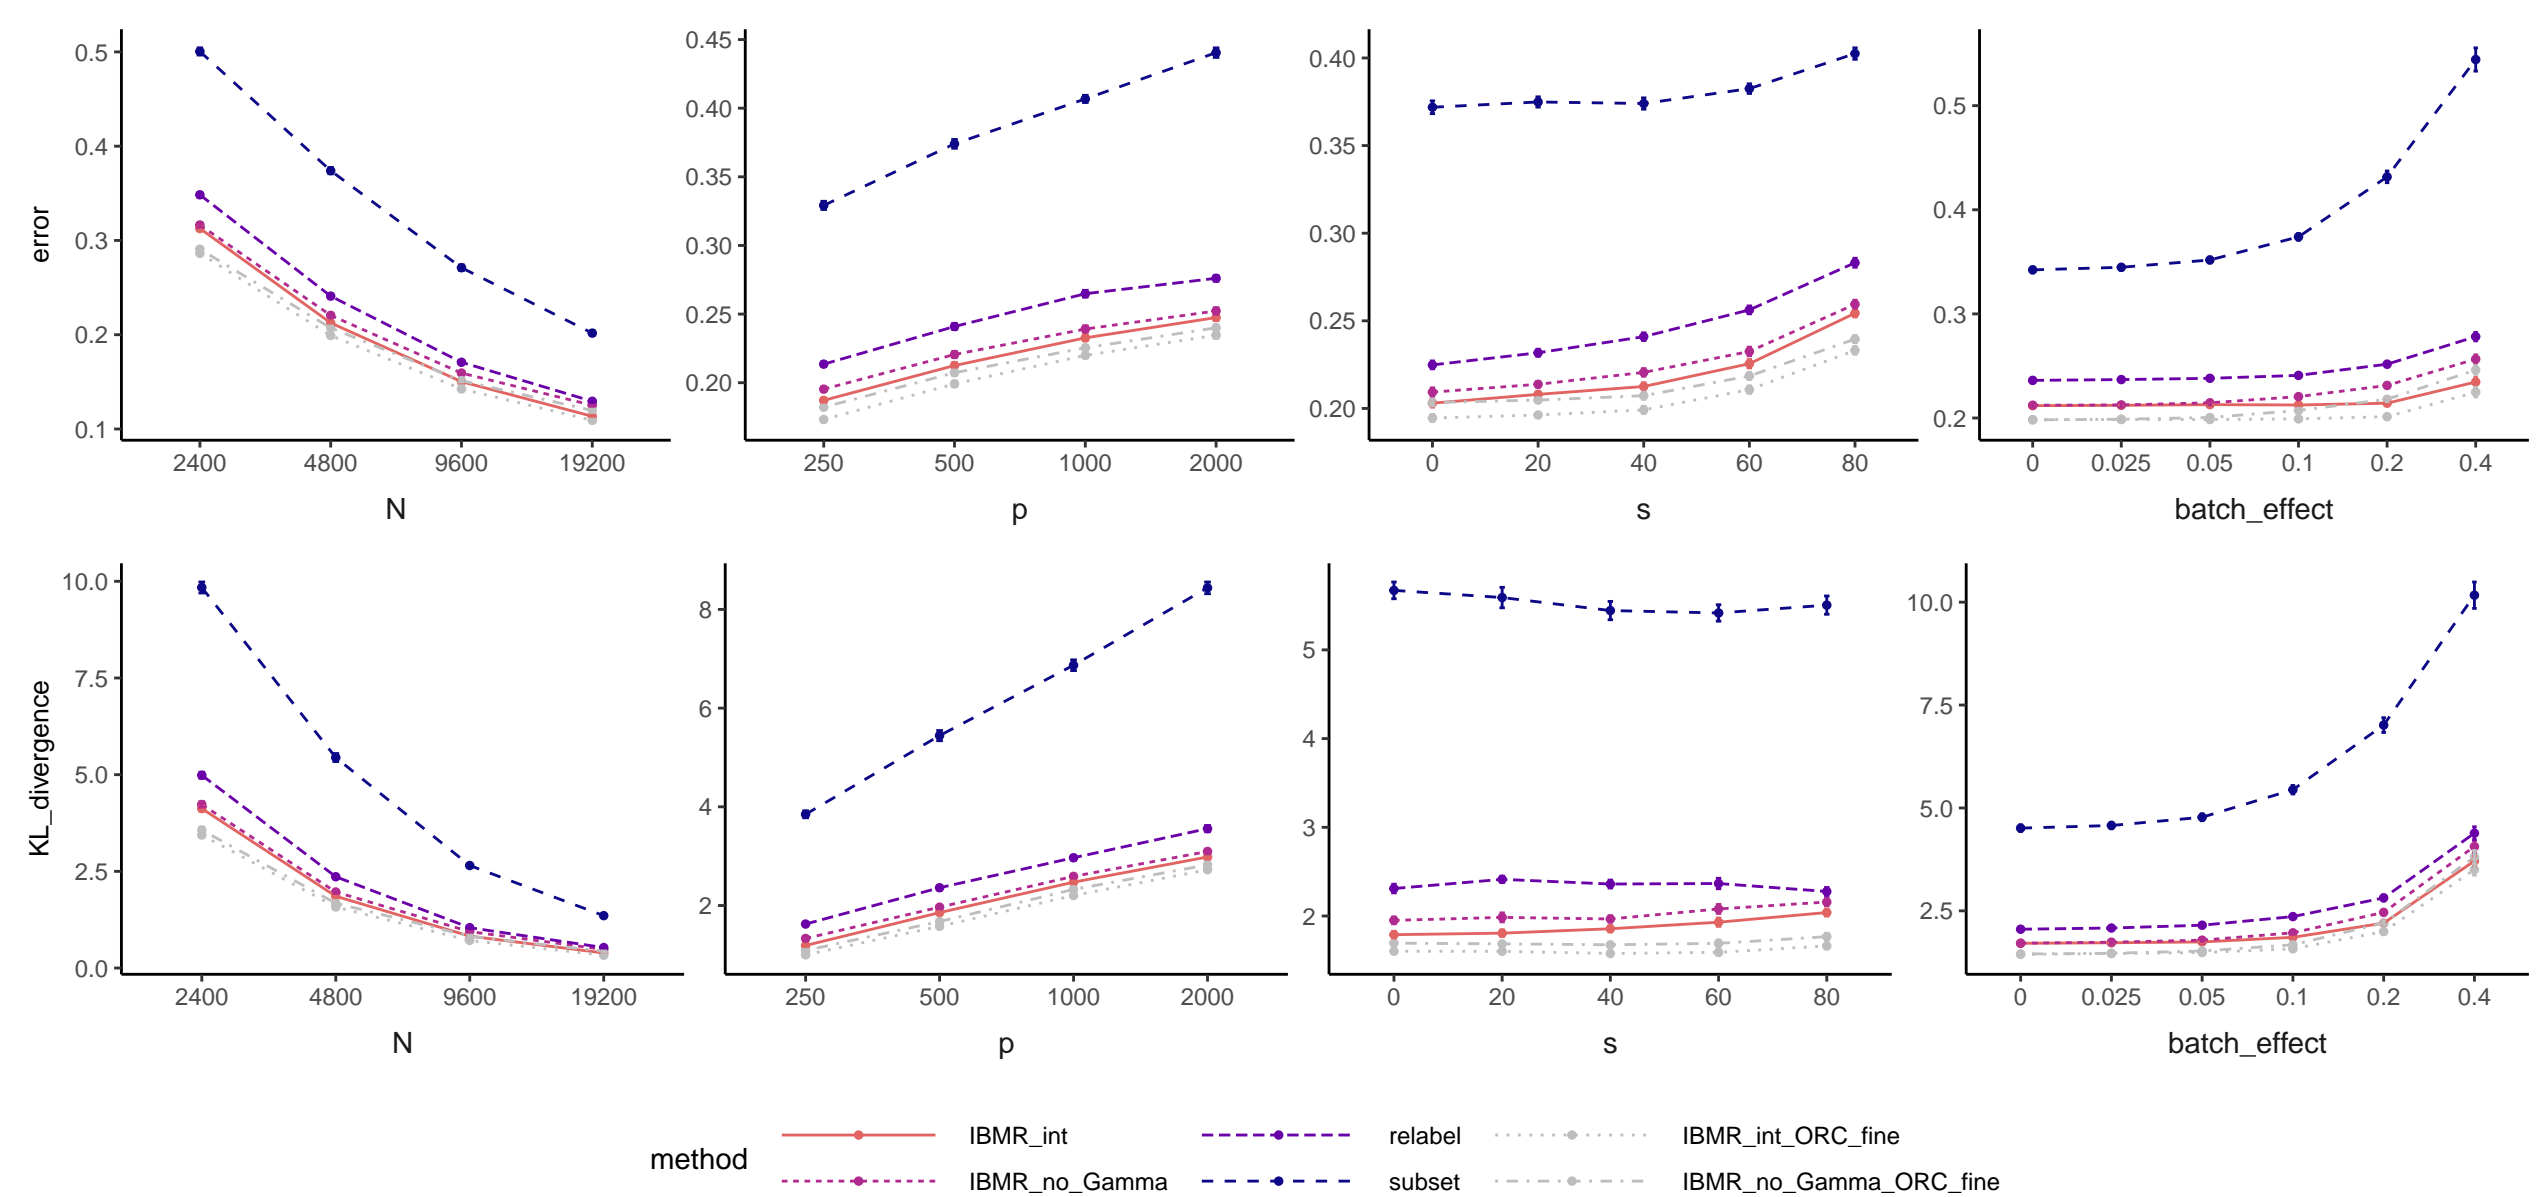 error
0.5
0.4
0.3
0.2
0.1
2400 4800 9600 19200
N
0.45
0.40
0.35
0.30
0.25
0.20
250 500 1000 2000
p
0.40
0.35
0.30
0.25
0.20
0 20 40 60 80
s
0.5
0.4
0.3
0.2
0 0.025 0.05 0.1 0.2 0.4
batch_effect
KL_divergence
10.0
7.5
5.0
2.5
0.0
2400 4800 9600 19200
N
8
6
4
2
250 500 1000 2000
p
5
4
3
2
0 20 40 60 80
s
10.0
7.5
5.0
2.5
0 0.025 0.05 0.1 0.2 0.4
batch_effect
method
IBMR_int relabel IBMR_int_ORC_fine
IBMR_no_Gamma subset IBMR_no_Gamma_ORC_fine